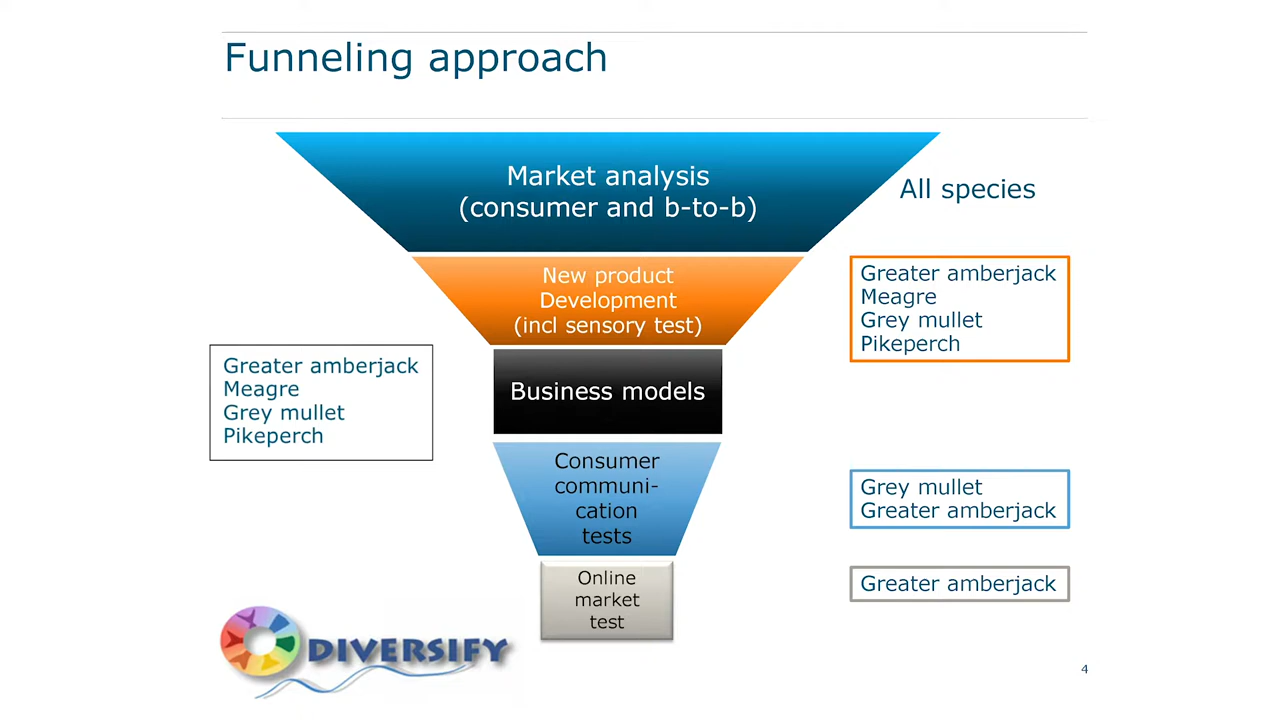 Funneling approach
Market analysis
(consumer and b-to-b)
All species
New product
Development
(incl sensory test)
Greater amberjack
Meagre
Grey mullet
Pikeperch
Business models
Greater amberjack
Meagre
Grey mullet
Pikeperch
Consumer
communi-
cation
tests
Grey mullet
Greater amberjack
Online
market
test
Greater amberjack
DIVERSIFY
4